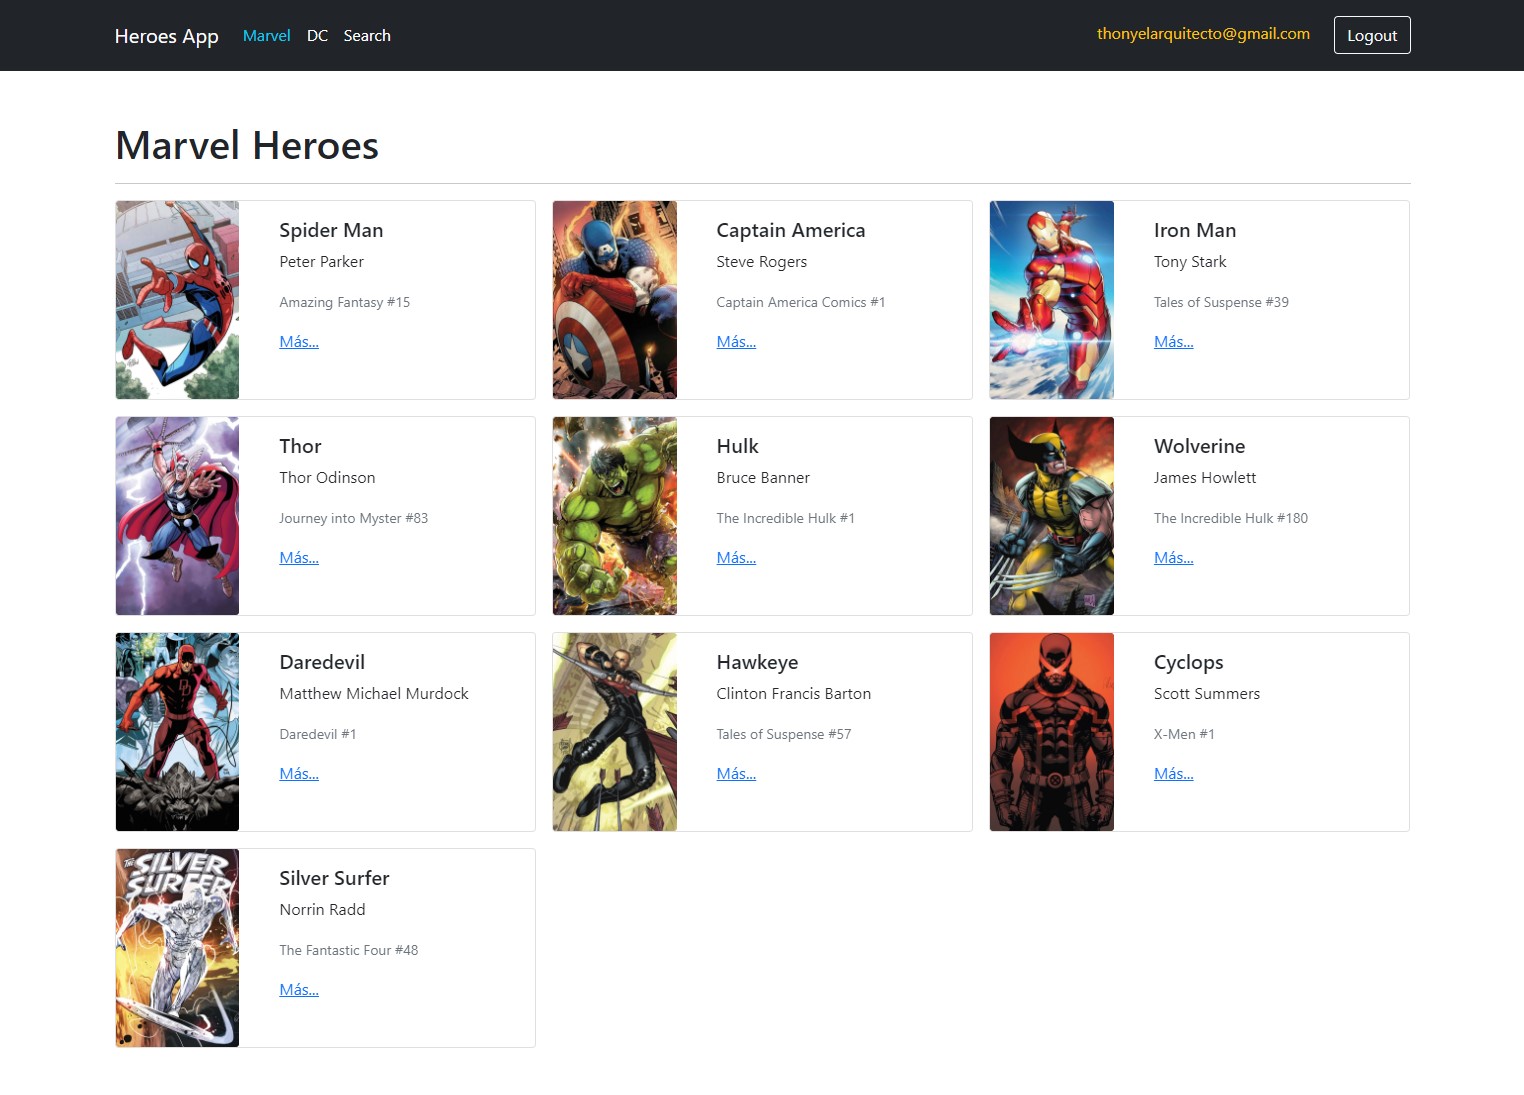 Heroes App Marvel DC Search thonyelarquitecto@gmail.com Logout
Marvel Heroes
Spider Man
Peter Parker
Amazing Fantasy #15
Más...
Captain America
Steve Rogers
Captain America Comics #1
Más...
Iron Man
Tony Stark
Tales of Suspense #39
Más...
Thor
Thor Odinson
Journey into Myster #83
Más...
Hulk
Bruce Banner
The Incredible Hulk #1
Más...
Wolverine
James Howlett
The Incredible Hulk #180
Más...
Daredevil
Matthew Michael Murdock
Daredevil #1
Más...
Hawkeye
Clinton Francis Barton
Tales of Suspense #57
Más...
Cyclops
Scott Summers
X-Men #1
Más...
THE SILVER
SURFER
Silver Surfer
Norrin Radd
The Fantastic Four #48
Más...